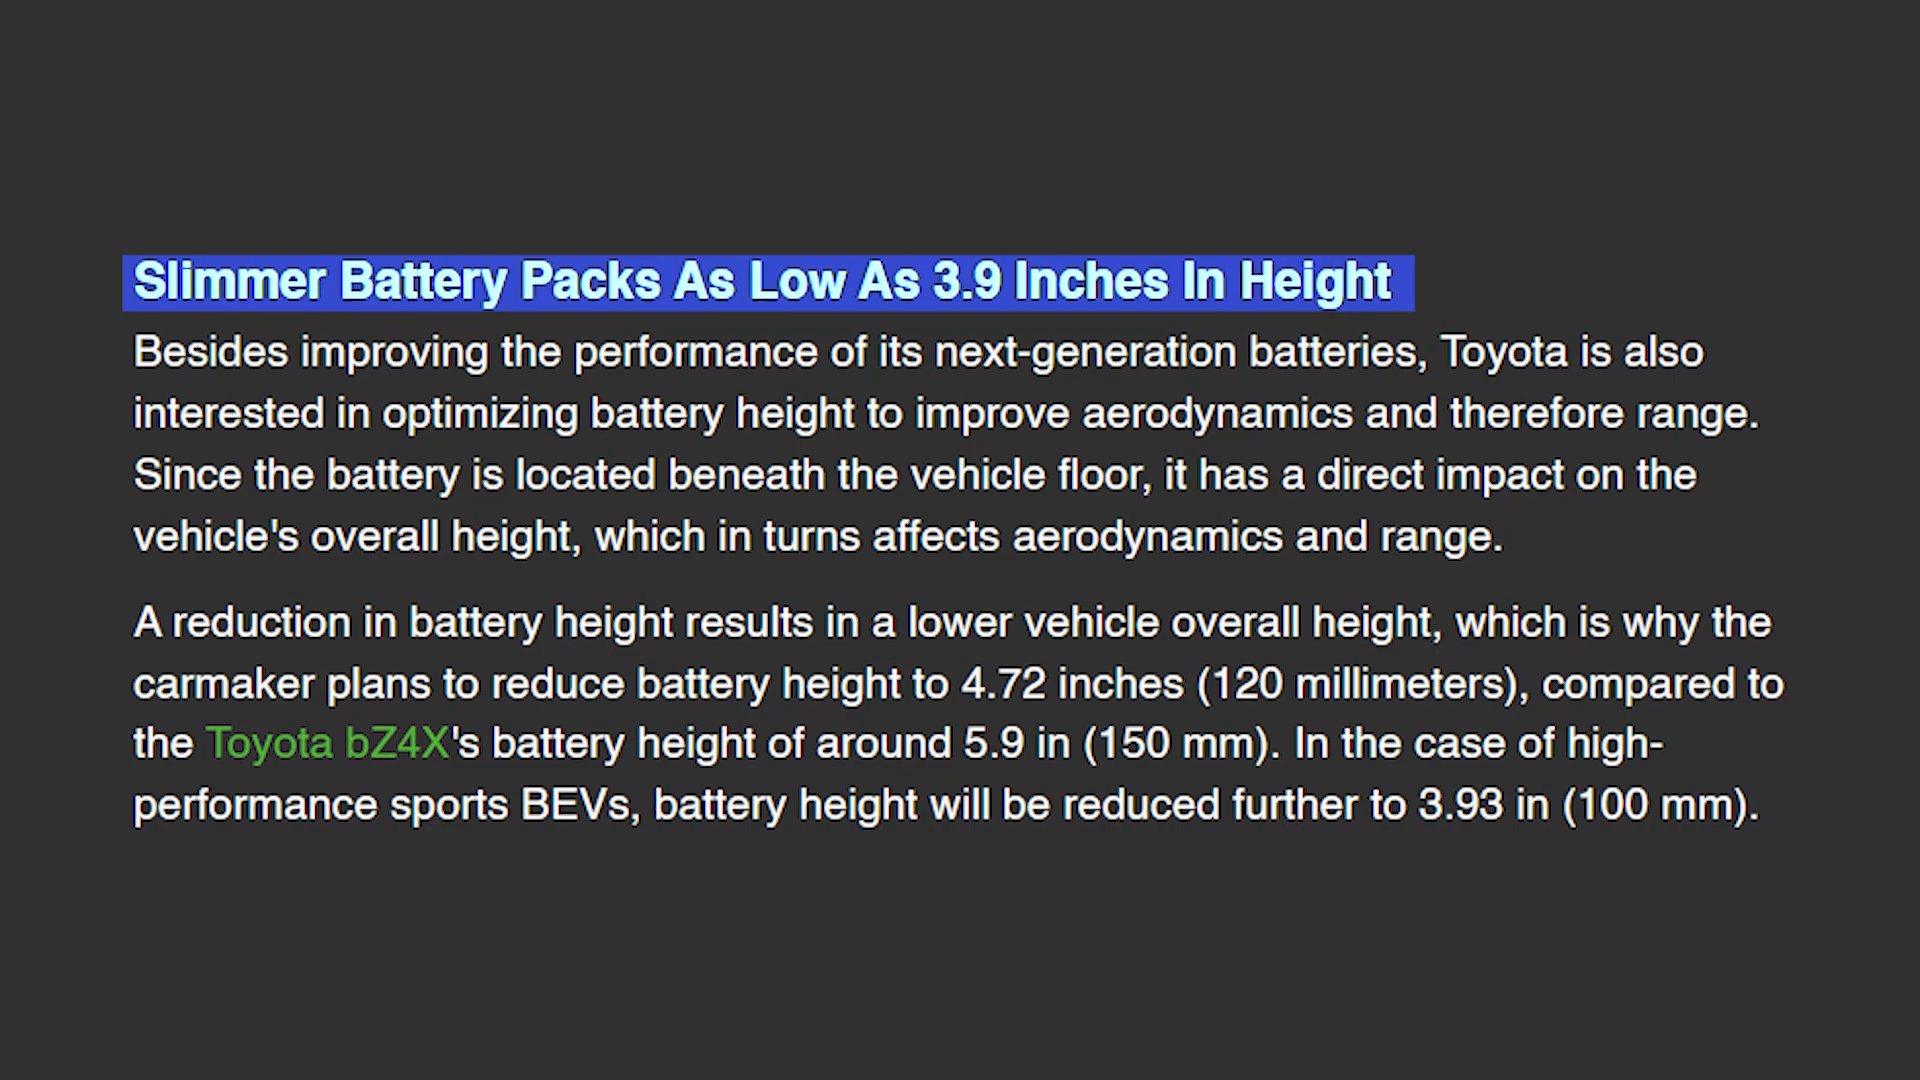 Slimmer Battery Packs As Low As 3.9 Inches In Height
Besides improving the performance of its next-generation batteries, Toyota is also
interested in optimizing battery height to improve aerodynamics and therefore range.
Since the battery is located beneath the vehicle floor, it has a direct impact on the
vehicle's overall height, which in turns affects aerodynamics and range.
A reduction in battery height results in a lower vehicle overall height, which is why the
carmaker plans to reduce battery height to 4.72 inches (120 millimeters), compared to
the Toyota bZ4X's battery height of around 5.9 in (150 mm). In the case of high-
performance sports BEVs, battery height will be reduced further to 3.93 in (100 mm).